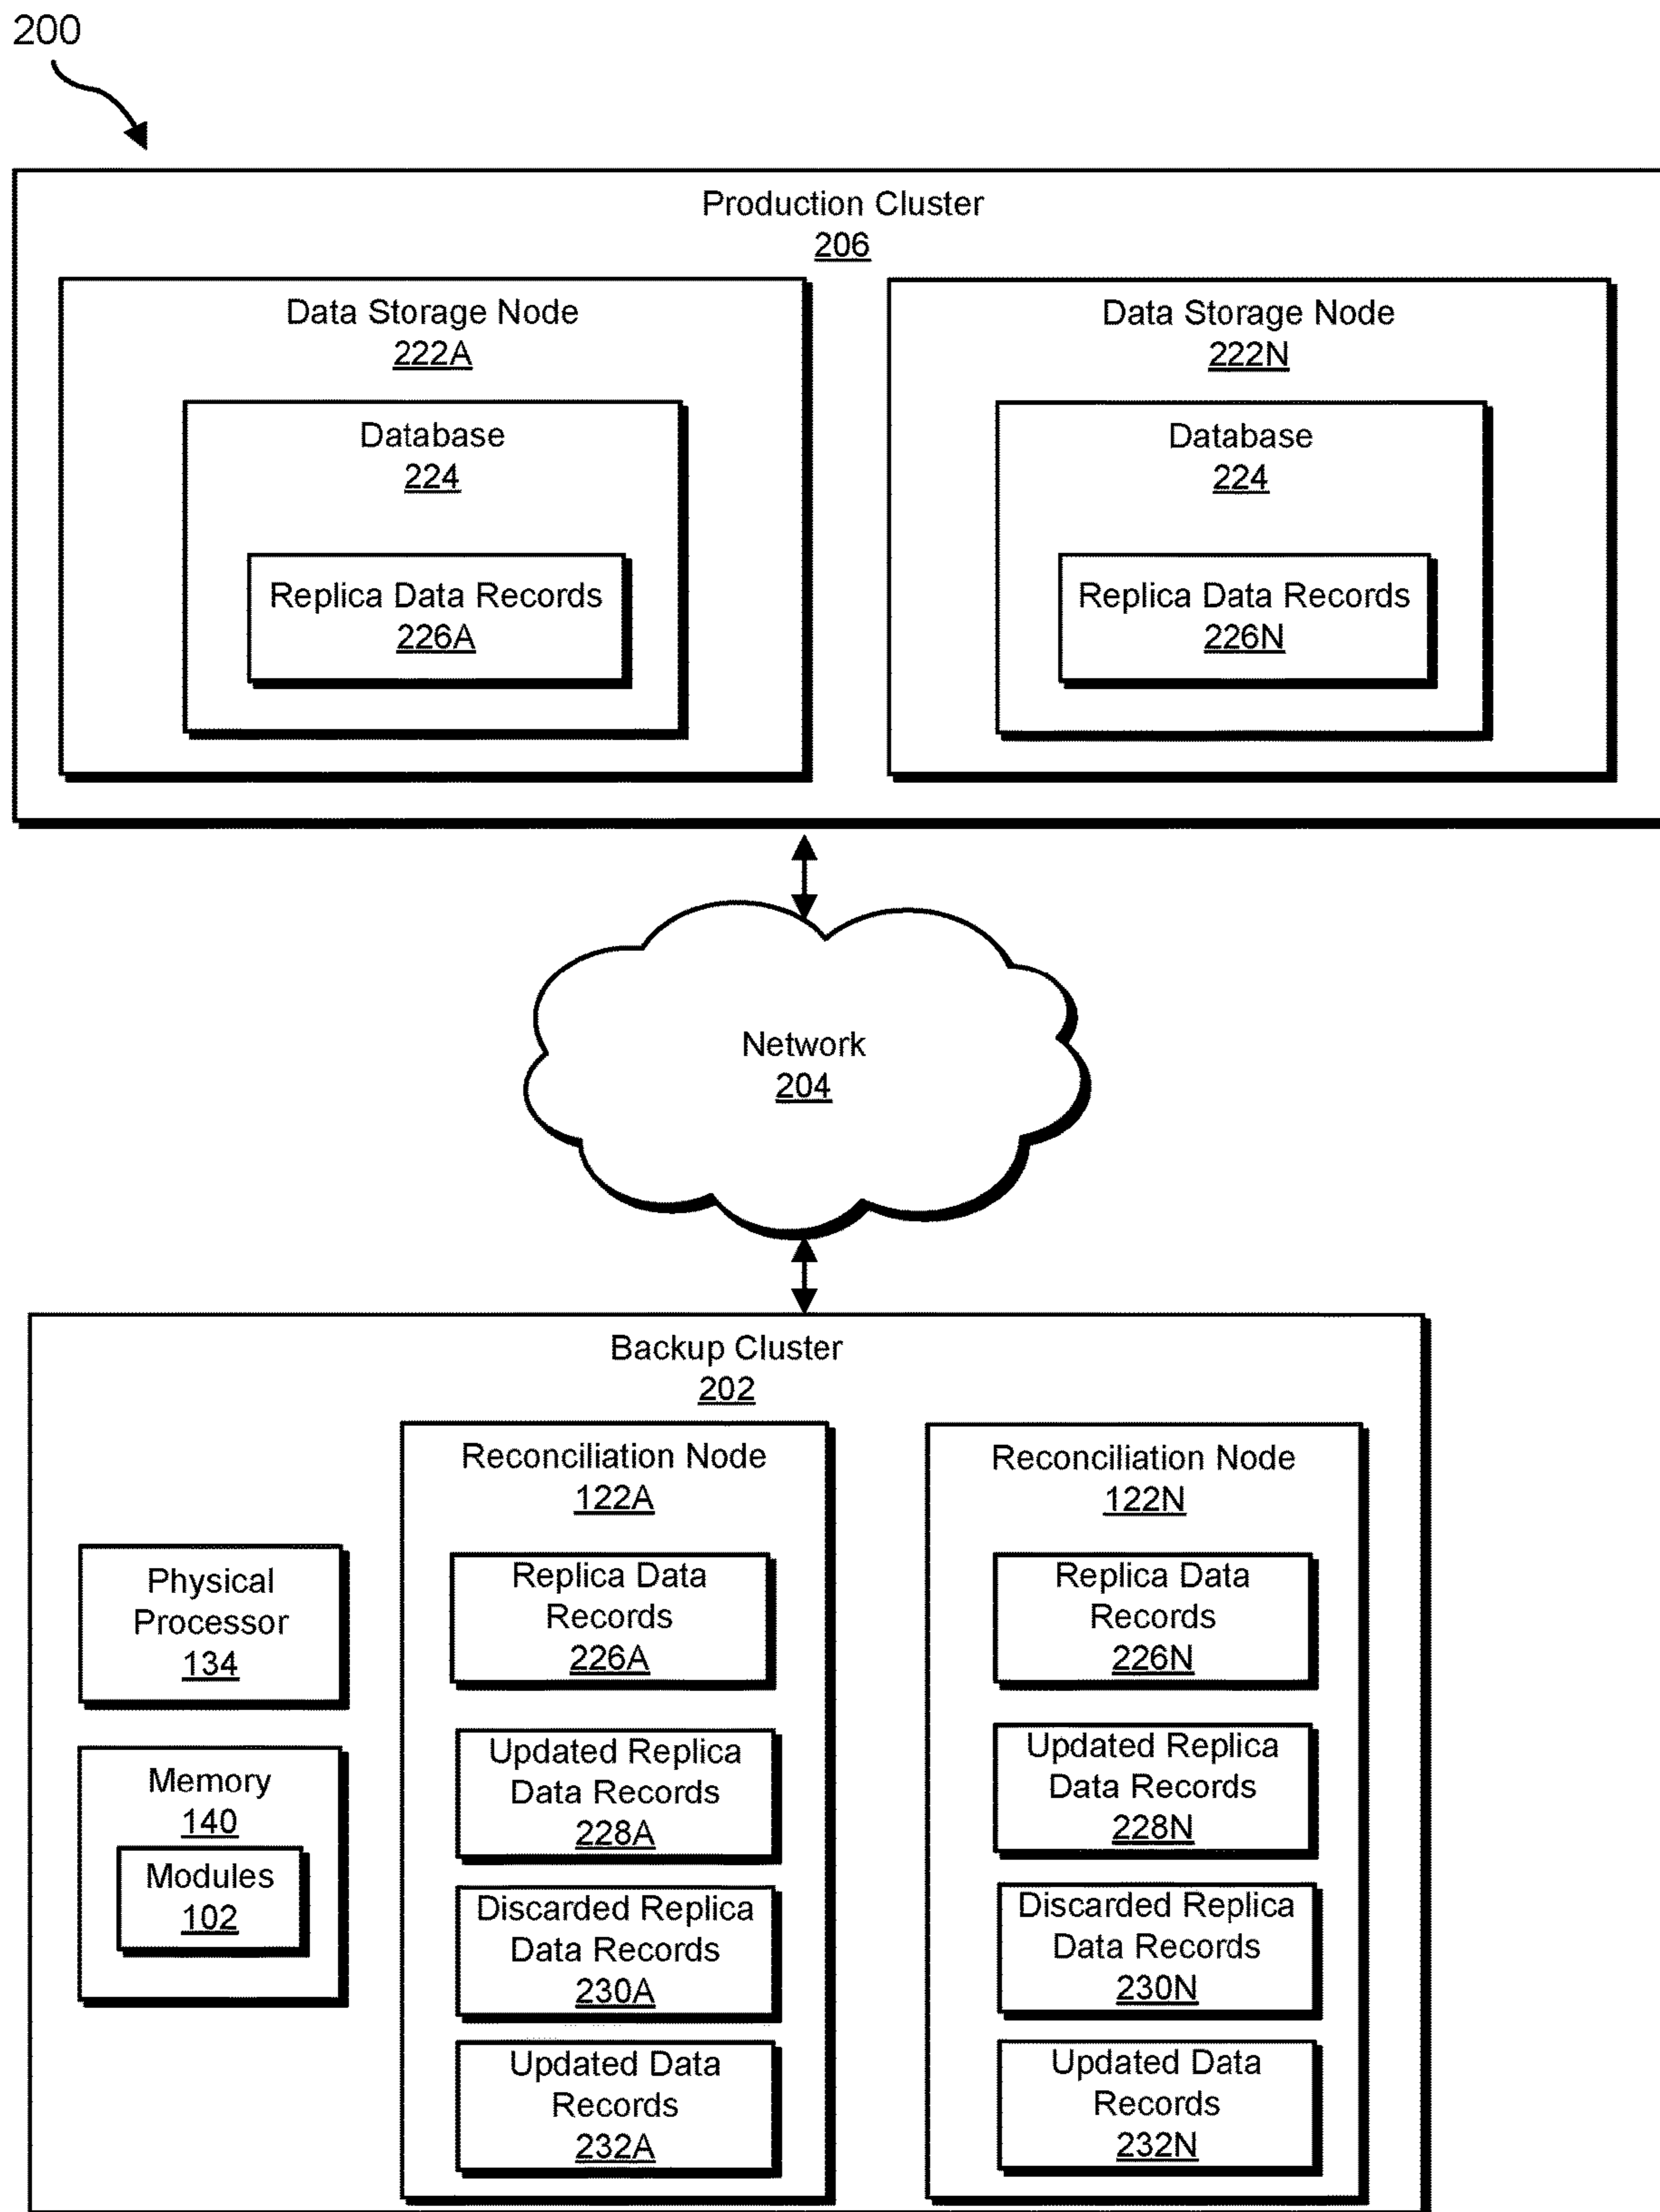 200
Production Cluster
206
Data Storage Node
222A
Database
224
Replica Data Records
226A
Data Storage Node
222N
Database
224
Replica Data Records
226N
Network
204
Backup Cluster
202
Physical
Processor
134
Memory
140
Modules
102
Reconciliation Node
122A
Replica Data
Records
226A
Updated Replica
Data Records
228A
Discarded Replica
Data Records
230A
Updated Data
Records
232A
Reconciliation Node
122N
Replica Data
Records
226N
Updated Replica
Data Records
228N
Discarded Replica
Data Records
230N
Updated Data
Records
232N